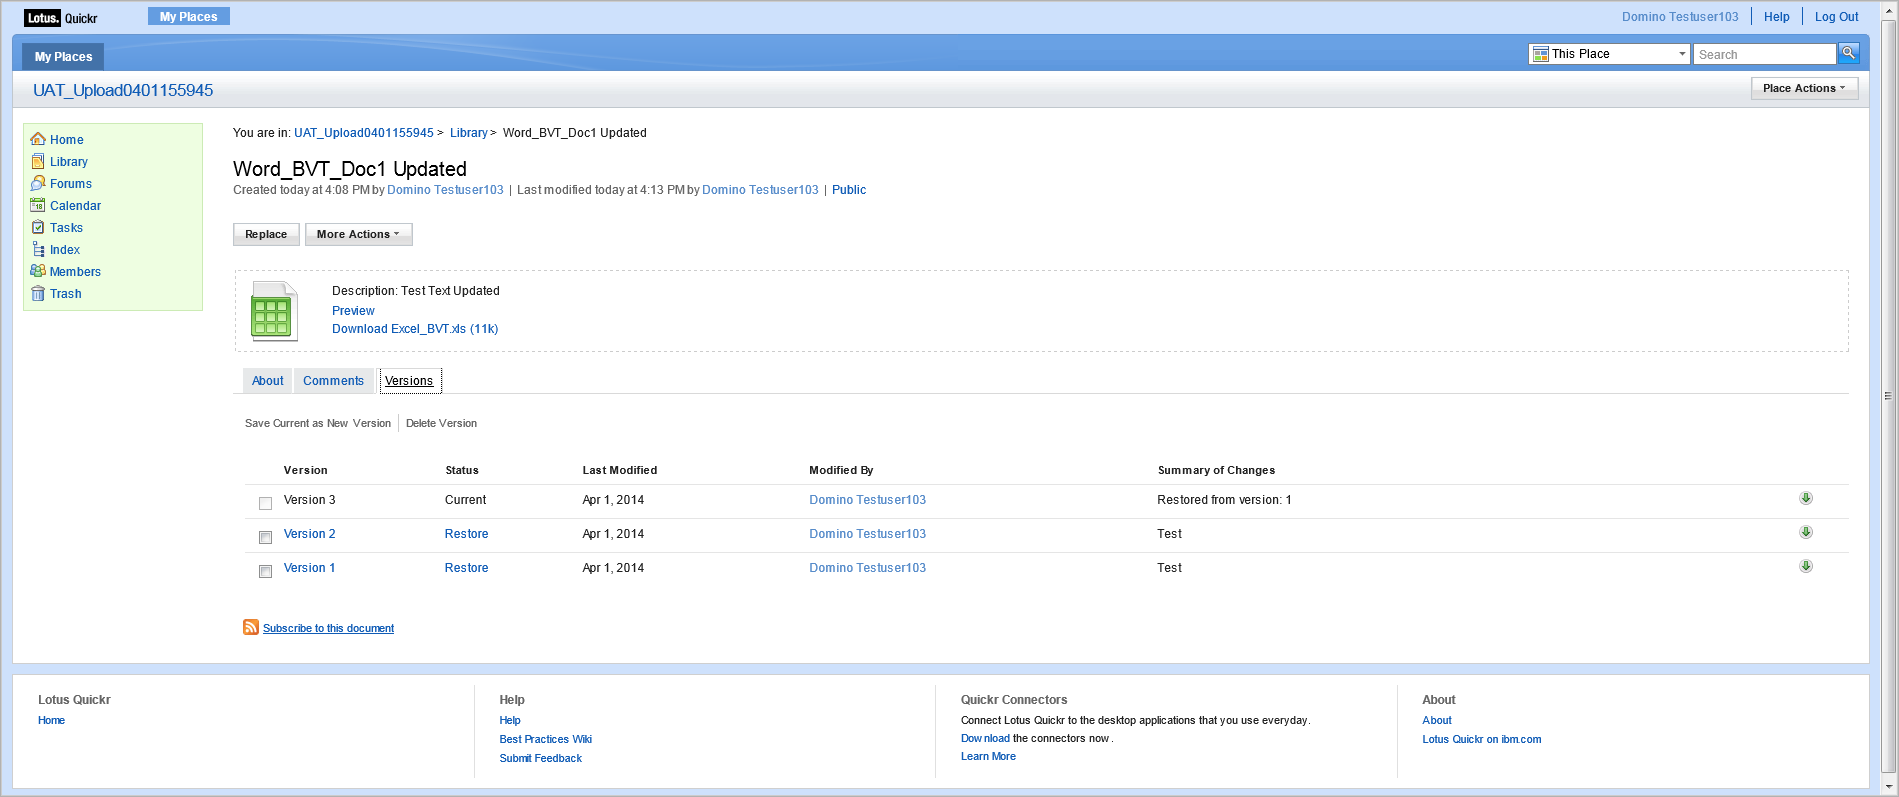 Lotus. Quickr My Places Domino Testuser103 Help Log Out
My Places This Place Search
UAT_Upload0401155945 Place Actions
Home
Library
Forums
Calendar
Tasks
Index
Members
Trash
You are in: UAT_Upload0401155945 > Library > Word_BVT_Doc1 Updated
Word_BVT_Doc1 Updated
Created today at 4:08 PM by Domino Testuser103 | Last modified today at 4:13 PM by Domino Testuser103 | Public
Replace More Actions
Description: Test Text Updated
Preview
Download Excel_BVT.xls (11k)
About Comments Versions
Save Current as New Version Delete Version
Version Status Last Modified Modified By Summary of Changes
Version 3 Current Apr 1, 2014 Domino Testuser103 Restored from version: 1
Version 2 Restore Apr 1, 2014 Domino Testuser103 Test
Version 1 Restore Apr 1, 2014 Domino Testuser103 Test
Subscribe to this document
Lotus Quickr
Home
Help
Help
Best Practices Wiki
Submit Feedback
Quickr Connectors
Connect Lotus Quickr to the desktop applications that you use everyday.
Download the connectors now.
Learn More
About
About
Lotus Quickr on ibm.com